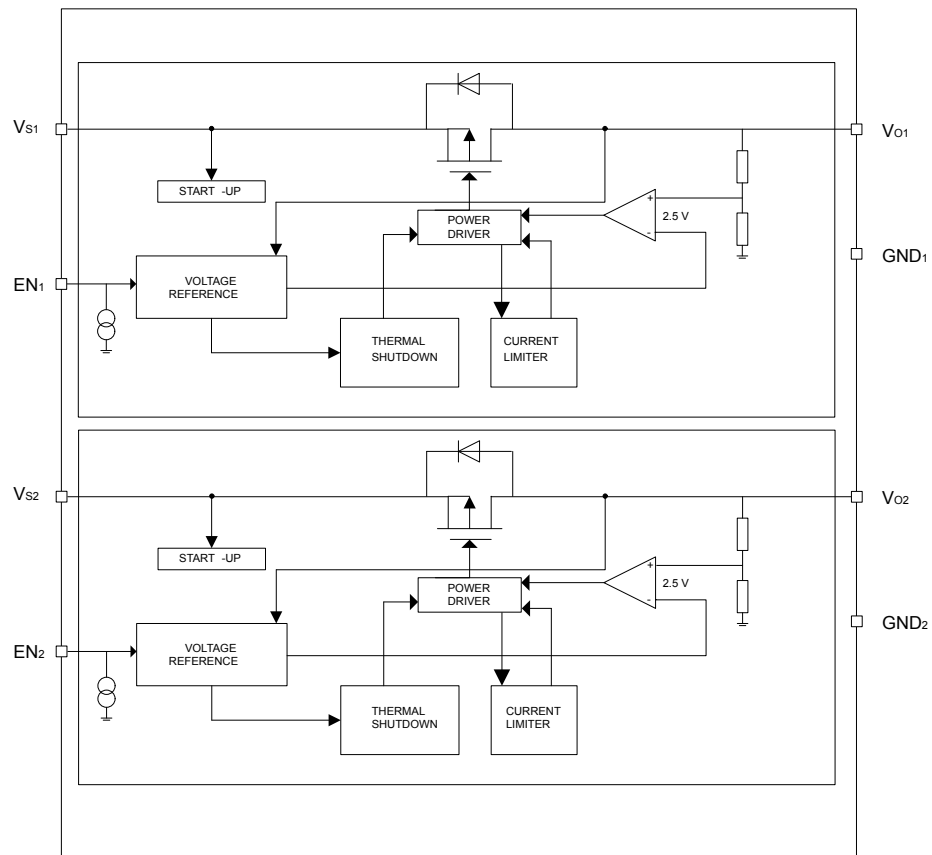 VS1
VO1
START -UP
POWER
DRIVER
+
2.5 V
-
GND1
EN1
VOLTAGE
REFERENCE
THERMAL
SHUTDOWN
CURRENT
LIMITER
VS2
VO2
START -UP
POWER
DRIVER
+
2.5 V
-
GND2
EN2
VOLTAGE
REFERENCE
THERMAL
SHUTDOWN
CURRENT
LIMITER